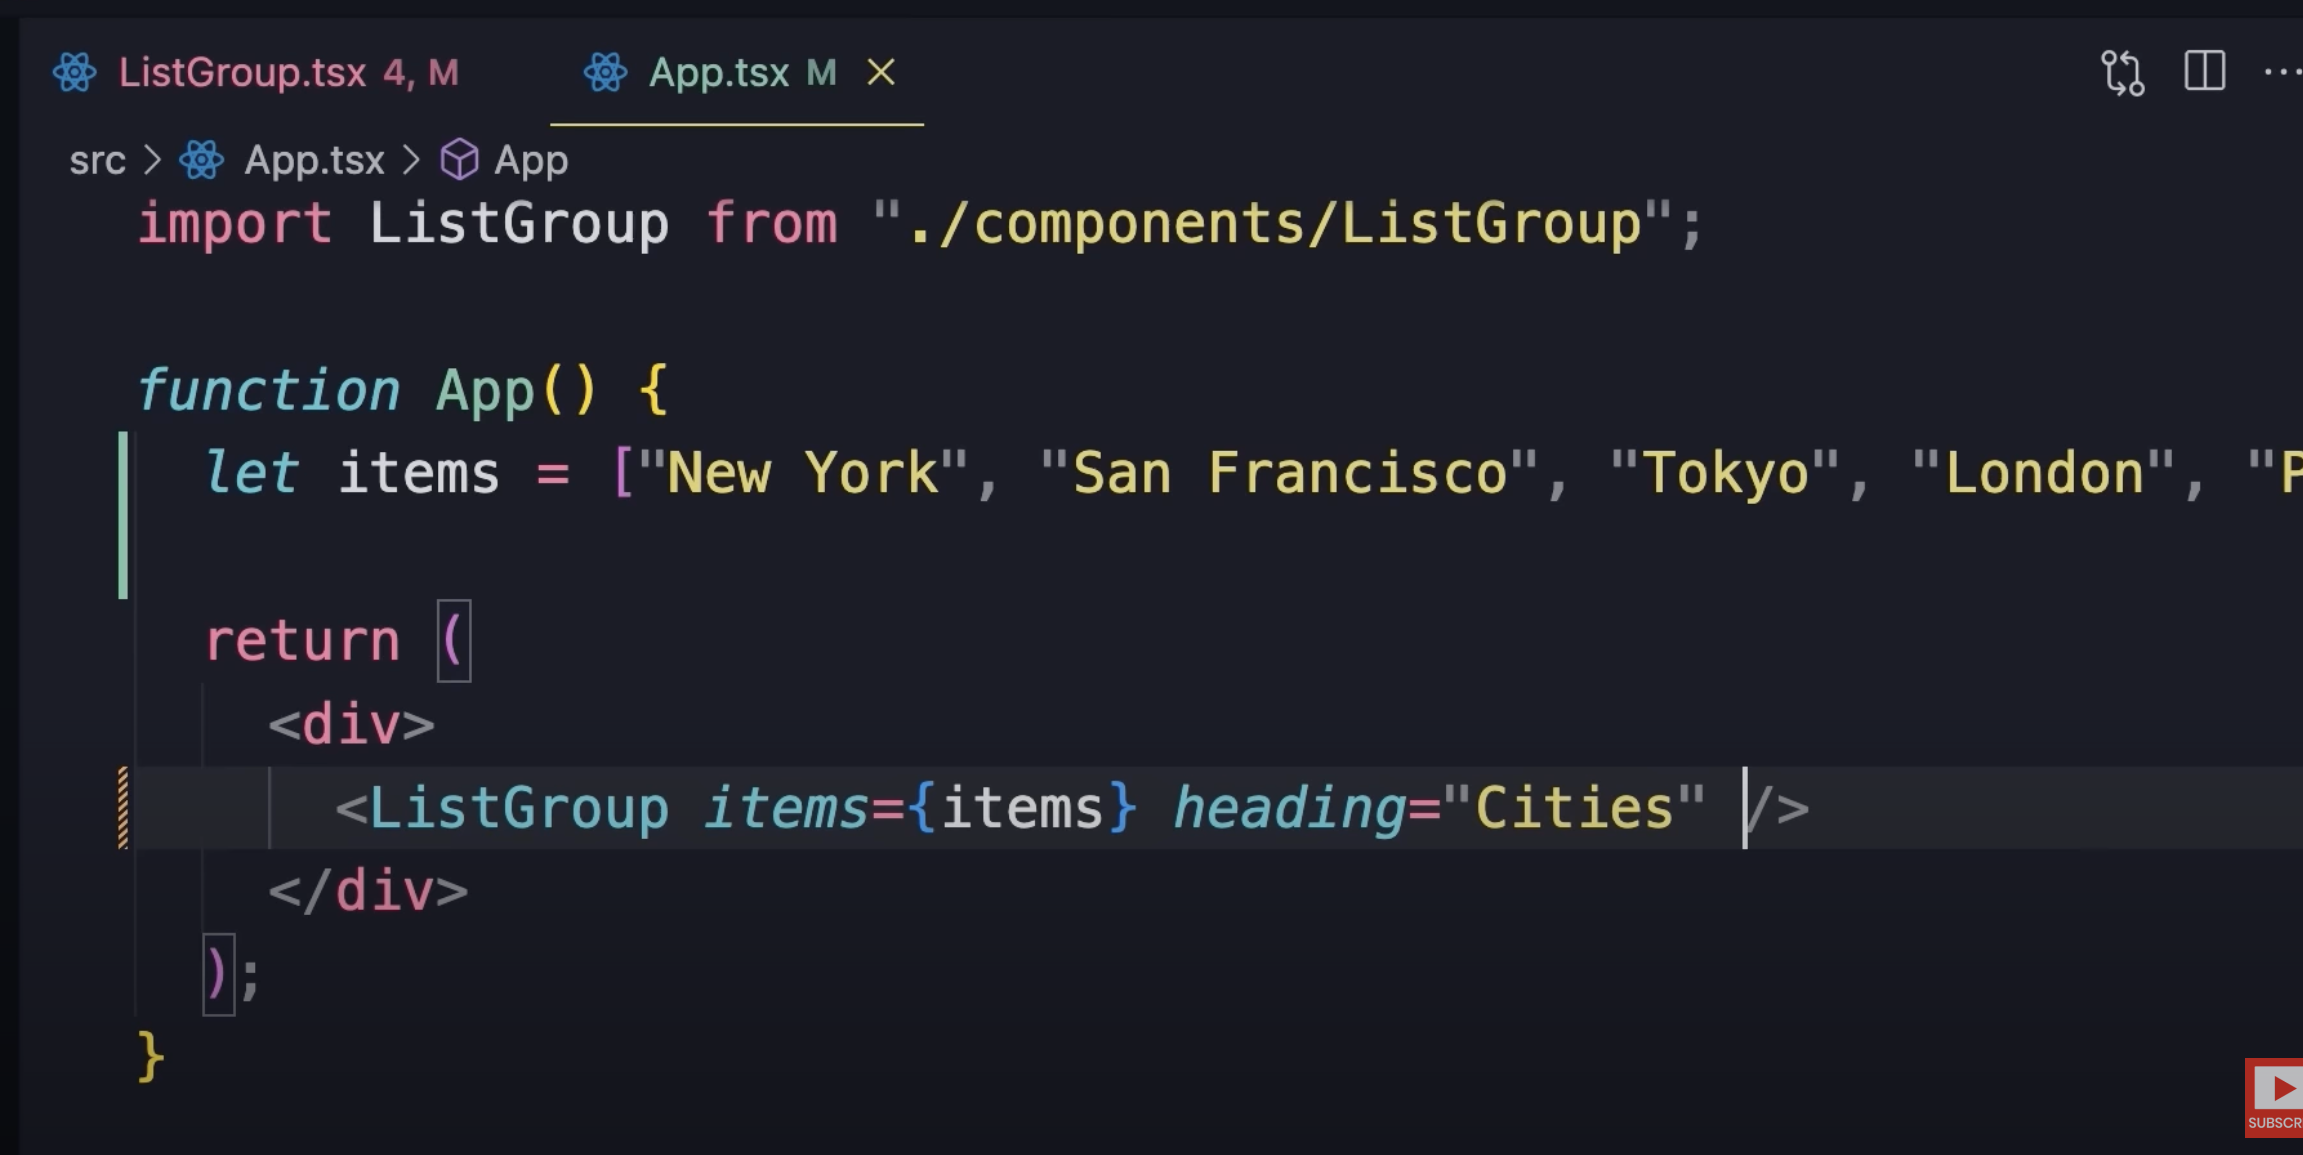 ListGroup.tsx 4, M App.tsx M
src > App.tsx > App
import ListGroup from "./components/ListGroup";
function App() {
let items = ["New York", "San Francisco", "Tokyo", "London", "P
return (
<div>
<ListGroup items={items} heading="Cities" />
</div>
);
}
SUBSCR